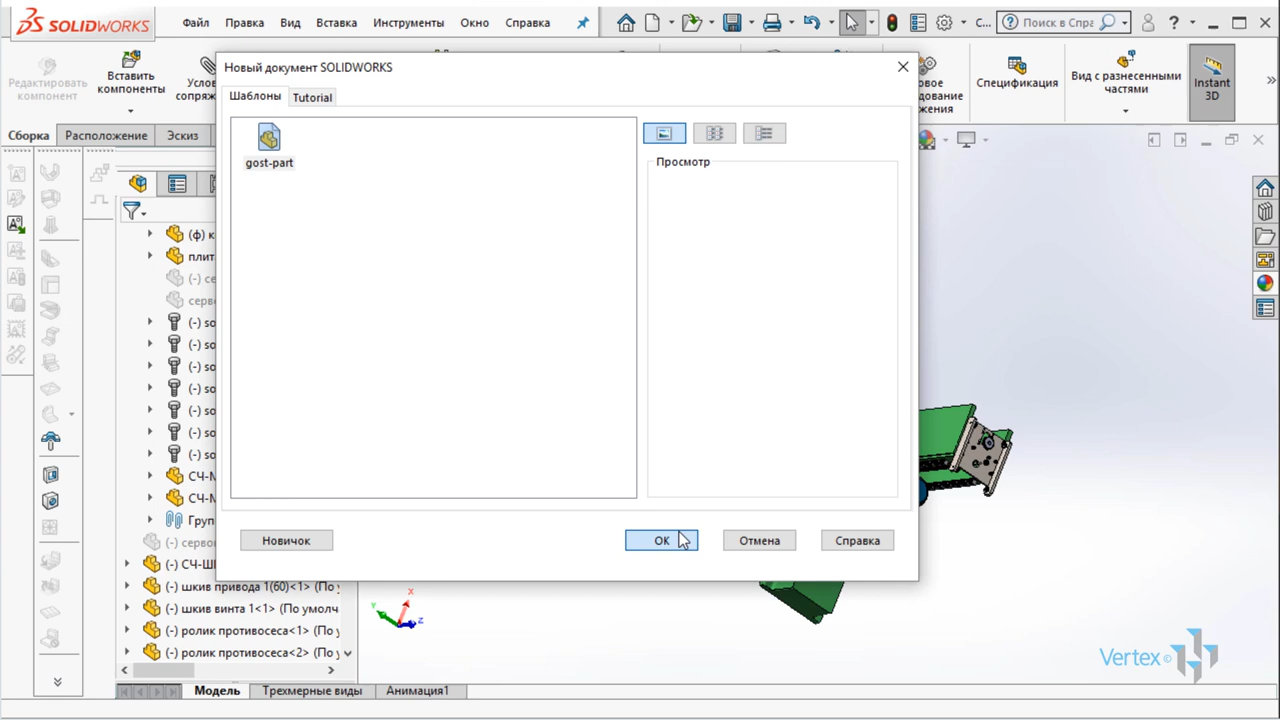 SOLIDWORKS
Файл Правка Вид Вставка Инструменты Окно Справка
С...
Поиск в Спра
Редактировать
компонент
Вставить
компоненты
Спецификация
Вид с разнесенными
частями
Instant
3D
Сборка Расположение Эскиз
Новый документ SOLIDWORKS
Шаблоны Tutorial
gost-part
Просмотр
Новичок OK Отмена Справка
(ф) к
плит
(-) се
серво
(-) so
(-) so
(-) so
(-) so
(-) so
(-) so
(-) so
СЧ-М
СЧ-М
Груп
(-) серво
(-) СЧ-Ш
(-) шкив привода 1(60)<1> (По у
(-) шкив винта 1<1> (По умолч
(-) ролик противосеса<1> (По у
(-) ролик противосеса<2> (По у
Y X Z
Модель Трехмерные виды Анимация1
Vertex©